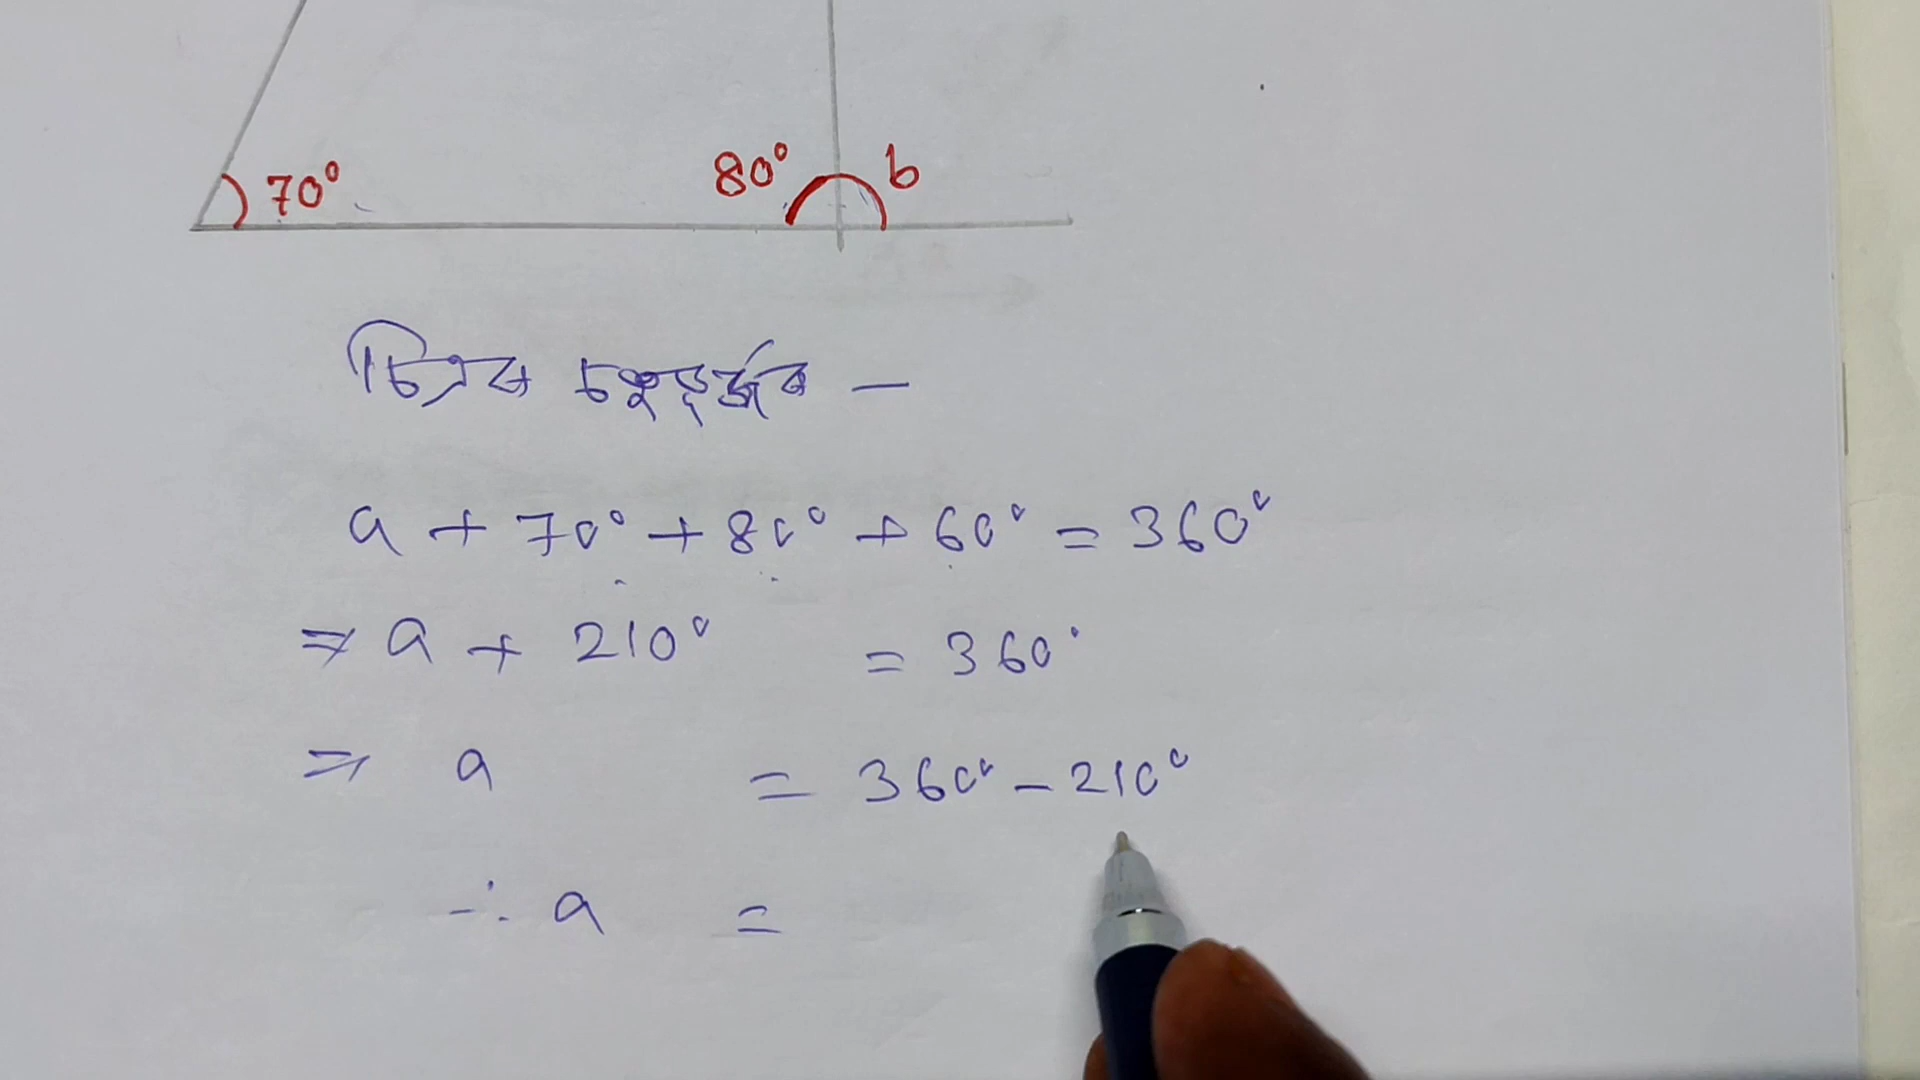 70° 80° b
চিত্রের চতুর্ভুজের —
a + 70° + 80° + 60° = 360°
⇒ a + 210° = 360°
⇒ a = 360° - 210°
∴ a =